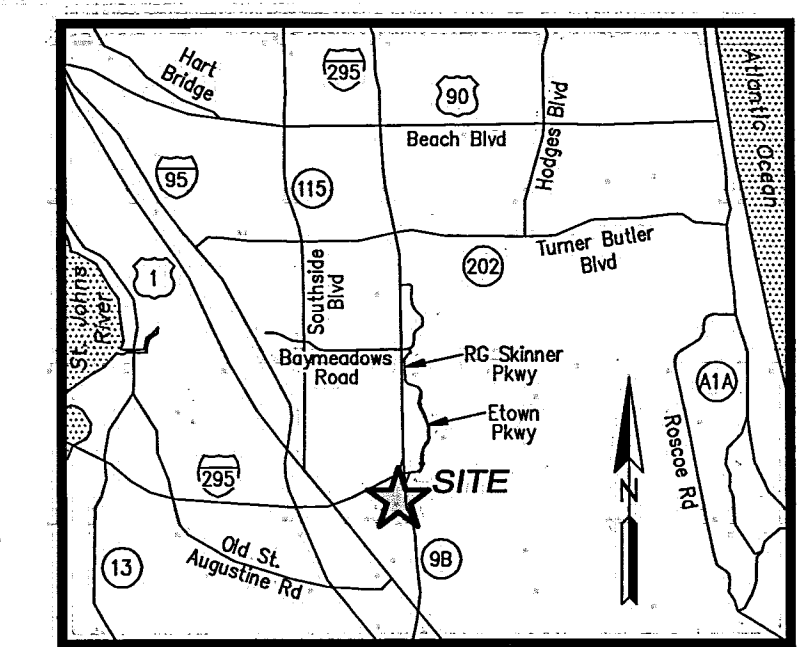 Hart
Bridge
295
90
Beach Blvd
Hodges Blvd
Atlantic Ocean
95
115
Turner Butler
Blvd
202
1
Southside
Blvd
St. Johns
River
Baymeadows
Road
RG Skinner
Pkwy
A1A
Etown
Pkwy
Roscoe Rd
295
SITE
N
Old St.
Augustine Rd
13
9B